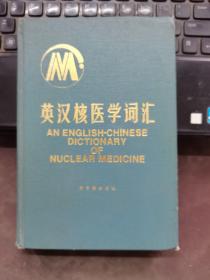 英汉核医学词汇
AN ENGLISH-CHINESE
DICTIONARY
OF
NUCLEAR MEDICINE